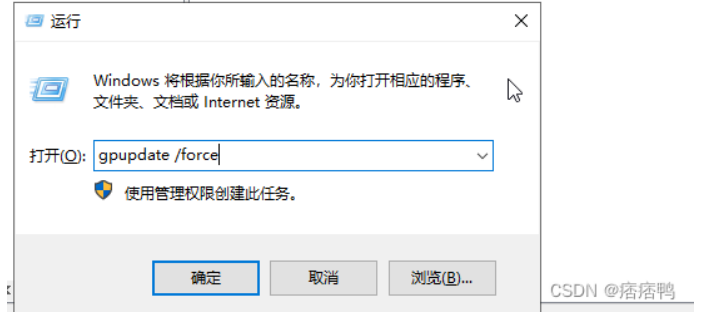 运行
Windows 将根据你所输入的名称，为你打开相应的程序、
文件夹、文档或 Internet 资源。
打开(O):
gpupdate /force
使用管理权限创建此任务。
确定
取消
浏览(B)...
CSDN @痞痞鸭